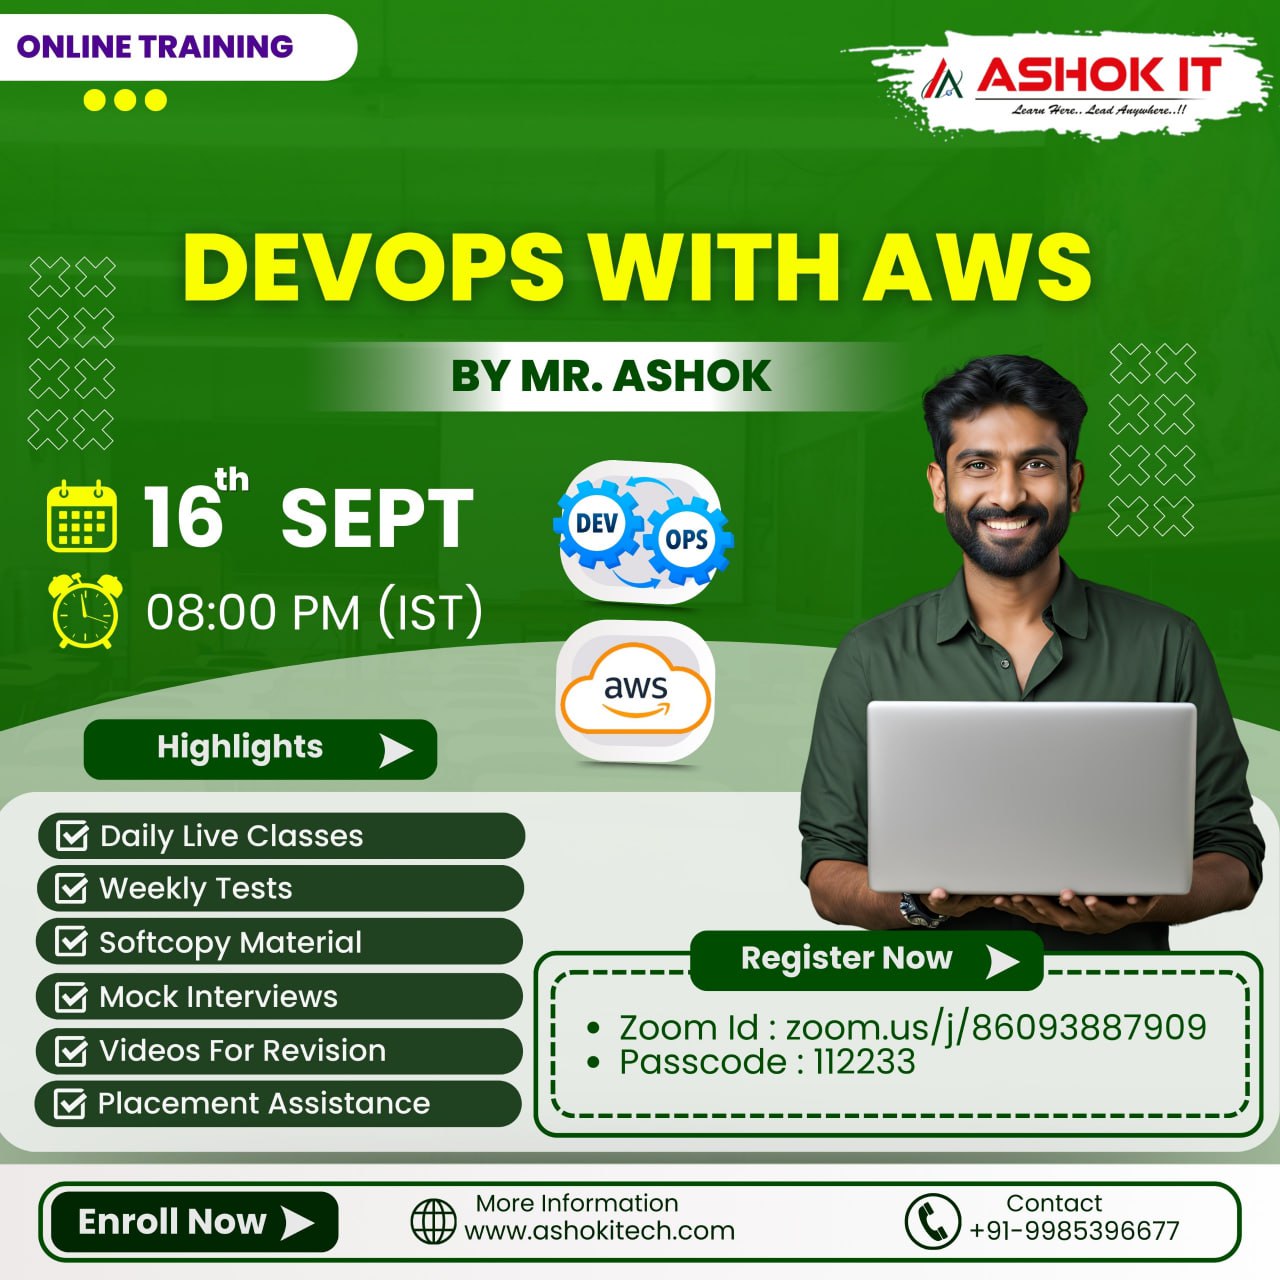 ONLINE TRAINING
ASHOK IT
Learn Here.. Lead Anywhere..!!
DEVOPS WITH AWS
BY MR. ASHOK
16th SEPT
08:00 PM (IST)
DEV
OPS
aws
Highlights
Daily Live Classes
Weekly Tests
Softcopy Material
Mock Interviews
Videos For Revision
Placement Assistance
Register Now
• Zoom Id : zoom.us/j/86093887909
• Passcode : 112233
Enroll Now
More Information
www.ashokitech.com
Contact
+91-9985396677